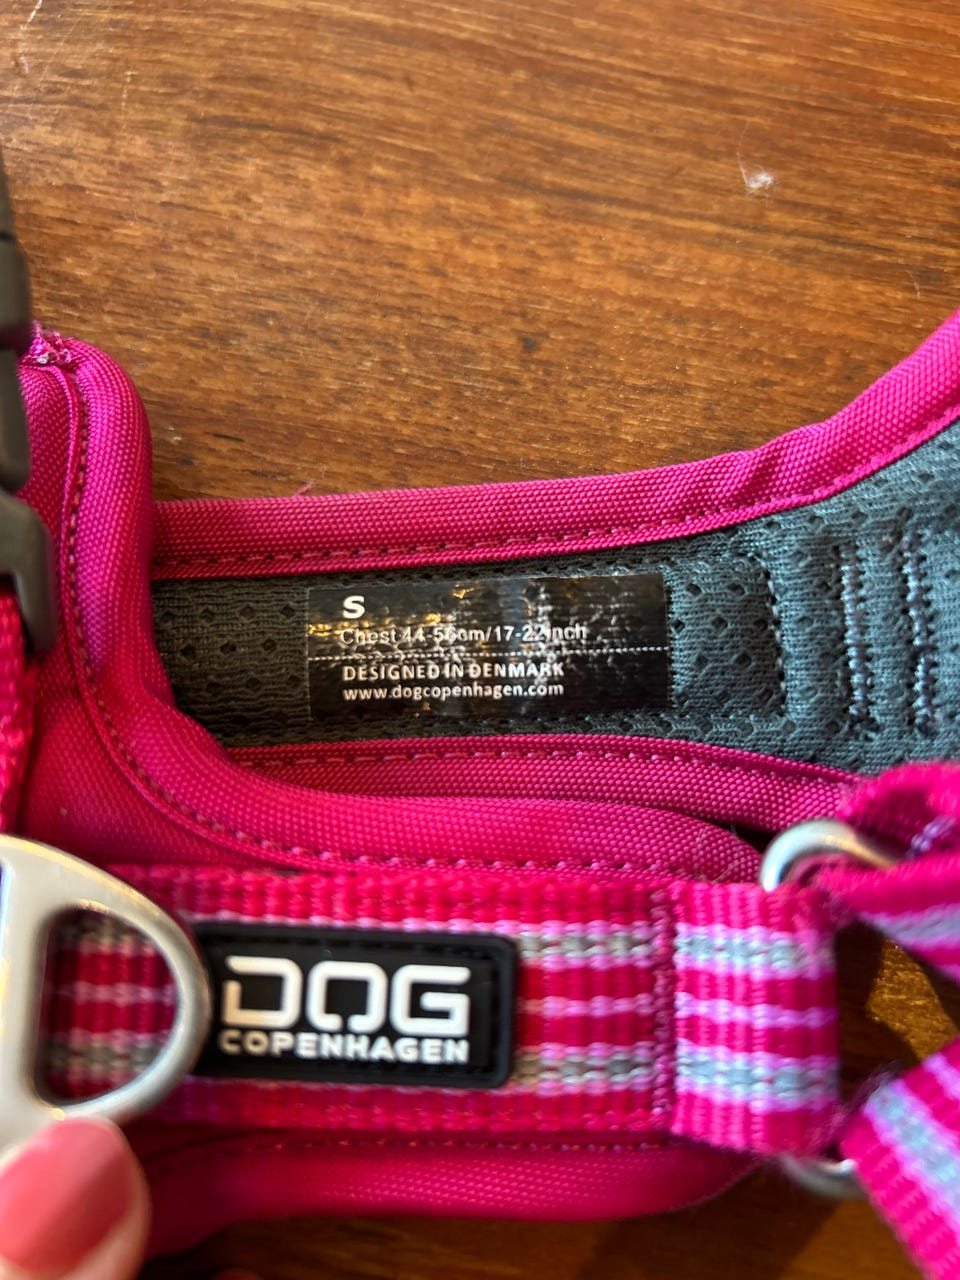 S
Chest 44-56cm/17-22inch
DESIGNED IN DENMARK
www.dogcopenhagen.com
DOG
COPENHAGEN